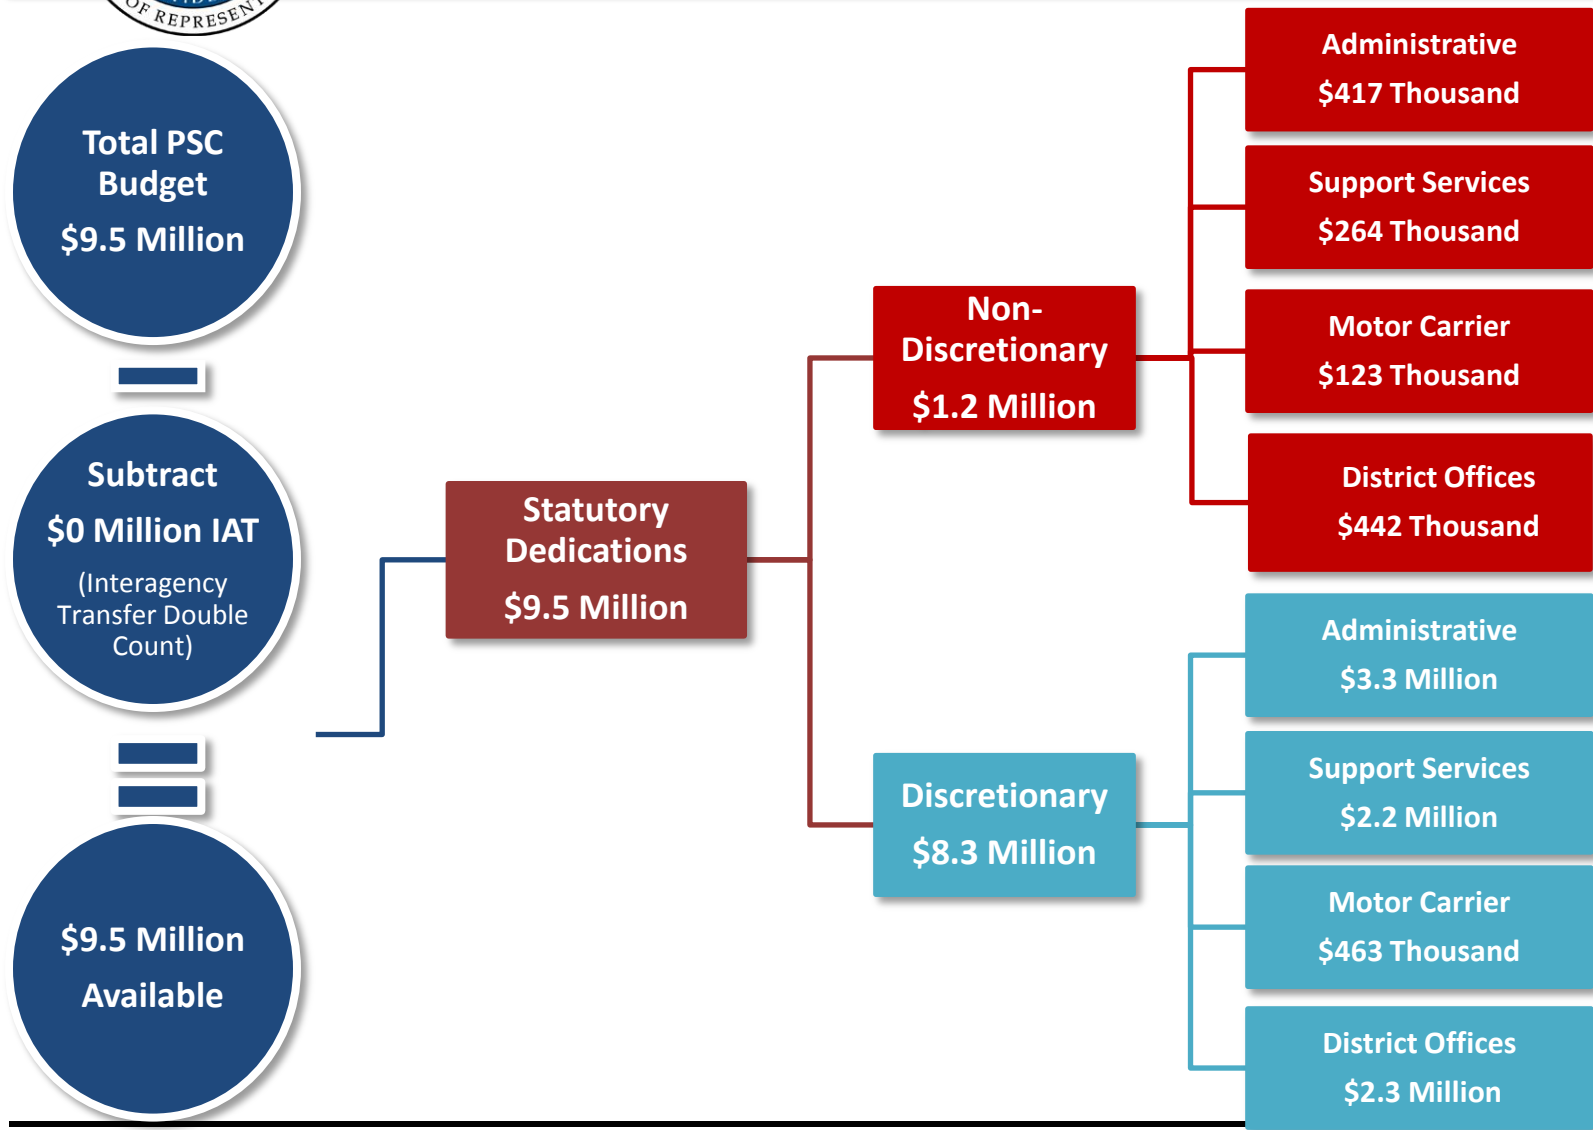 OF REPRESENT
Total PSC
Budget
$9.5 Million
Subtract
$0 Million IAT
(Interagency
Transfer Double
Count)
$9.5 Million
Available
Statutory
Dedications
$9.5 Million
Non-
Discretionary
$1.2 Million
Discretionary
$8.3 Million
Administrative
$417 Thousand
Support Services
$264 Thousand
Motor Carrier
$123 Thousand
District Offices
$442 Thousand
Administrative
$3.3 Million
Support Services
$2.2 Million
Motor Carrier
$463 Thousand
District Offices
$2.3 Million